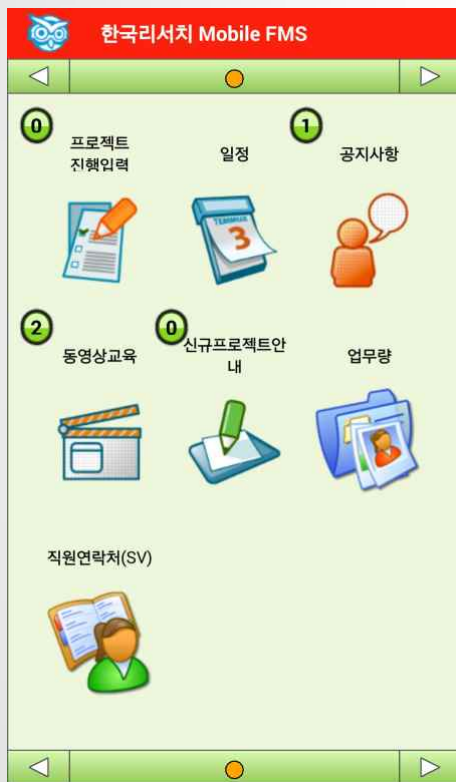 한국리서치 Mobile FMS
0
프로젝트
진행입력
일정
1
공지사항
TEMMUZ
3
2
동영상교육
0
신규프로젝트안
내
업무량
직원연락처(SV)